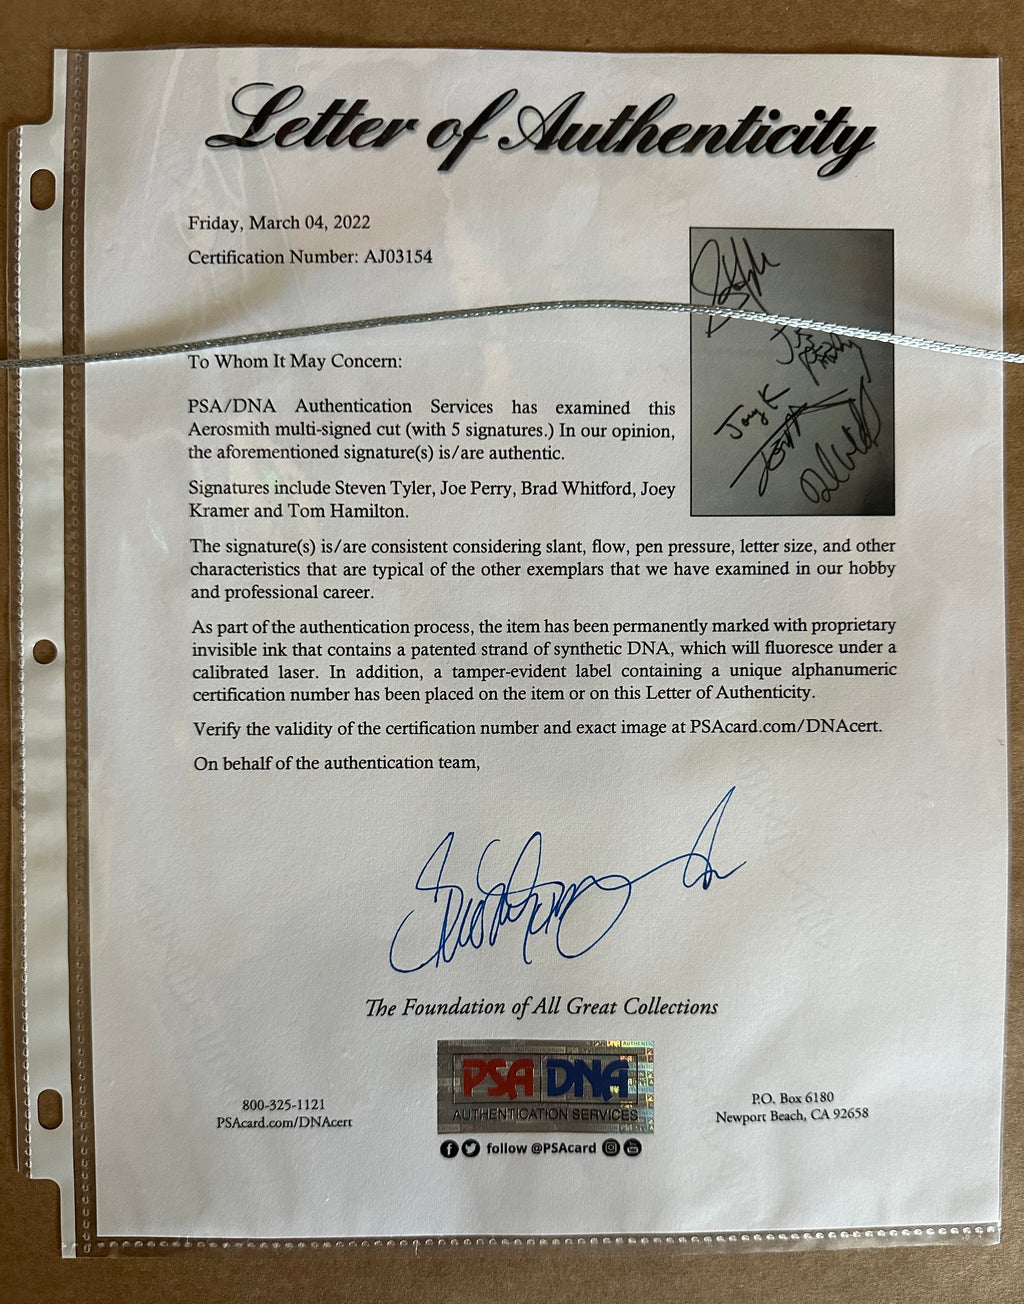 Letter of Authenticity
Friday, March 04, 2022
Certification Number: AJ03154
To Whom It May Concern:
PSA/DNA Authentication Services has examined this
Aerosmith multi-signed cut (with 5 signatures.) In our opinion,
the aforementioned signature(s) is/are authentic.
Signatures include Steven Tyler, Joe Perry, Brad Whitford, Joey
Kramer and Tom Hamilton.
Joey K
The signature(s) is/are consistent considering slant, flow, pen pressure, letter size, and other
characteristics that are typical of the other exemplars that we have examined in our hobby
and professional career.
As part of the authentication process, the item has been permanently marked with proprietary
invisible ink that contains a patented strand of synthetic DNA, which will fluoresce under a
calibrated laser. In addition, a tamper-evident label containing a unique alphanumeric
certification number has been placed on the item or on this Letter of Authenticity.
Verify the validity of the certification number and exact image at PSAcard.com/DNAcert.
On behalf of the authentication team,
The Foundation of All Great Collections
PSA DNA
AUTHENTICATION SERVICES
800-325-1121
PSAcard.com/DNAcert
P.O. Box 6180
Newport Beach, CA 92658
follow @PSAcard